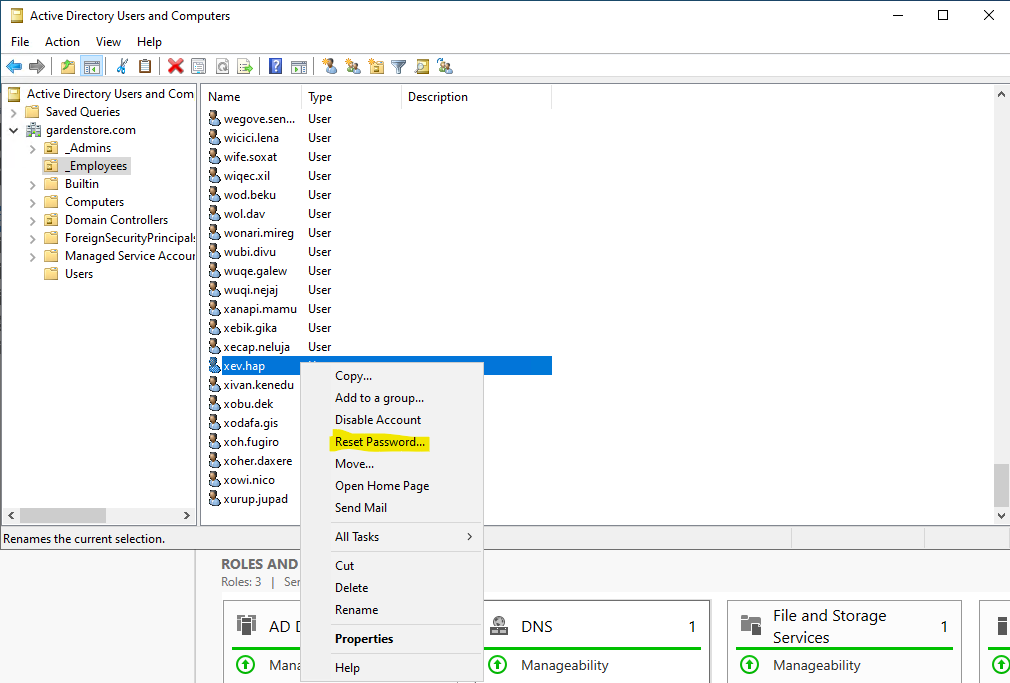 Active Directory Users and Computers
File Action View Help
Active Directory Users and Com
Saved Queries
gardenstore.com
_Admins
_Employees
Builtin
Computers
Domain Controllers
ForeignSecurityPrincipals
Managed Service Accour
Users
Name Type Description
wegove.sen... User
wicici.lena User
wife.soxat User
wiqec.xil User
wod.beku User
wol.dav User
wonari.mireg User
wubi.divu User
wuqe.galew User
wuqi.nejaj User
xanapi.mamu User
xebik.gika User
xecap.neluja User
xev.hap
xivan.kenedu
xobu.dek
xodafa.gis
xoh.fugiro
xoher.daxere
xowi.nico
xurup.jupad
Copy...
Add to a group...
Disable Account
Reset Password...
Move...
Open Home Page
Send Mail
All Tasks
Cut
Delete
Rename
Properties
Help
Renames the current selection.
ROLES AND
Roles: 3 | Ser
AD D
Mana
DNS 1
Manageability
File and Storage
Services 1
Manageability